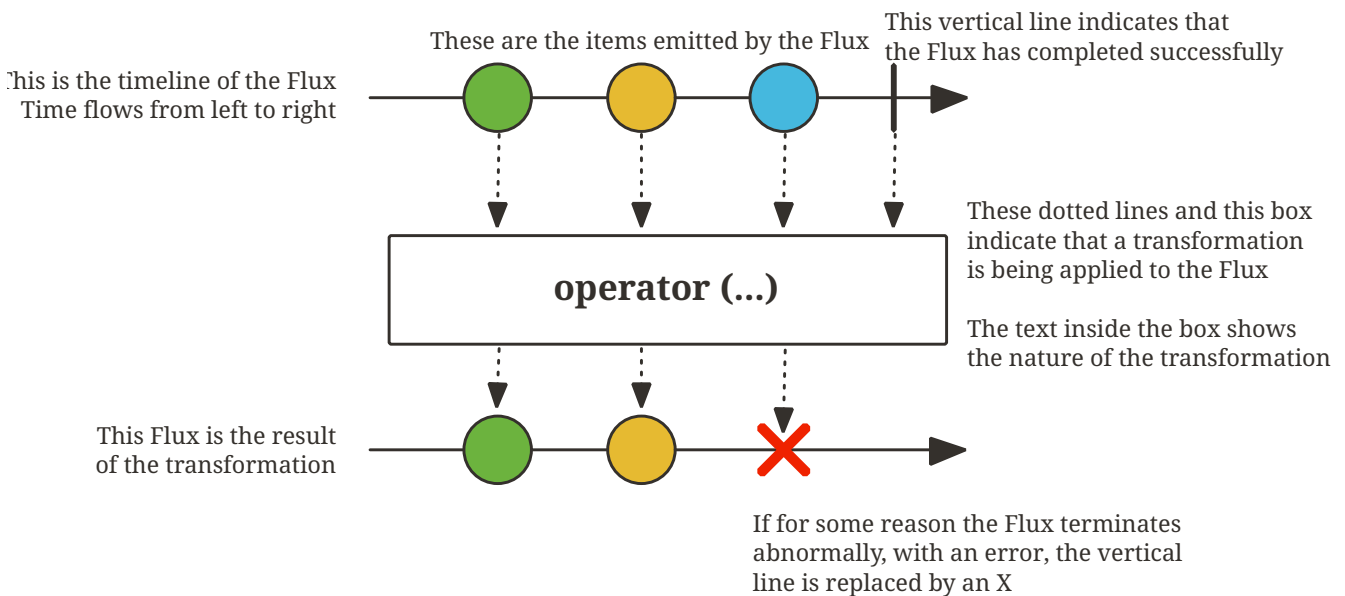 This vertical line indicates that
the Flux has completed successfully
These are the items emitted by the Flux
This is the timeline of the Flux
Time flows from left to right
These dotted lines and this box
indicate that a transformation
is being applied to the Flux
operator (...)
The text inside the box shows
the nature of the transformation
This Flux is the result
of the transformation
If for some reason the Flux terminates
abnormally, with an error, the vertical
line is replaced by an X